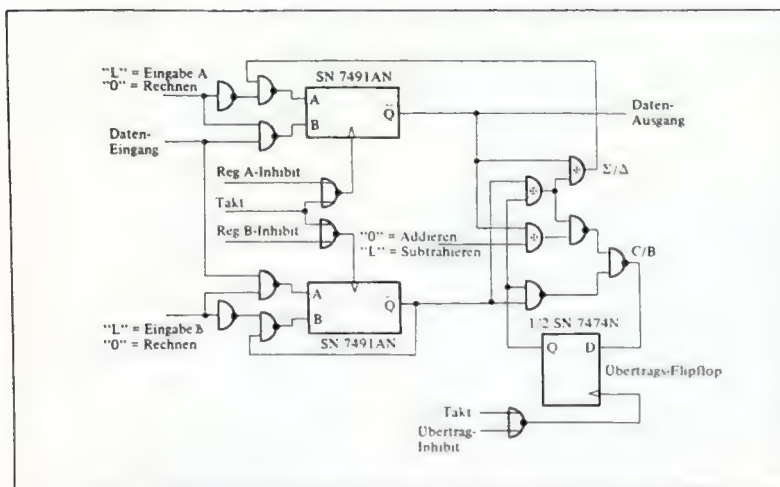 "L" = Eingabe A
"0" = Rechnen
SN 7491AN
A
B
Q̄
Daten-Ausgang
Daten-
Eingang
Reg A-Inhibit
Takt
Reg B-Inhibit
Σ/Δ
"0" = Addieren
"L" = Subtrahieren
C/B
A
B
Q̄
"L" = Eingabe B
"0" = Rechnen
SN 7491AN
1/2 SN 7474N
Q
D
Übertrags-Flipflop
Takt
Übertrag-
Inhibit